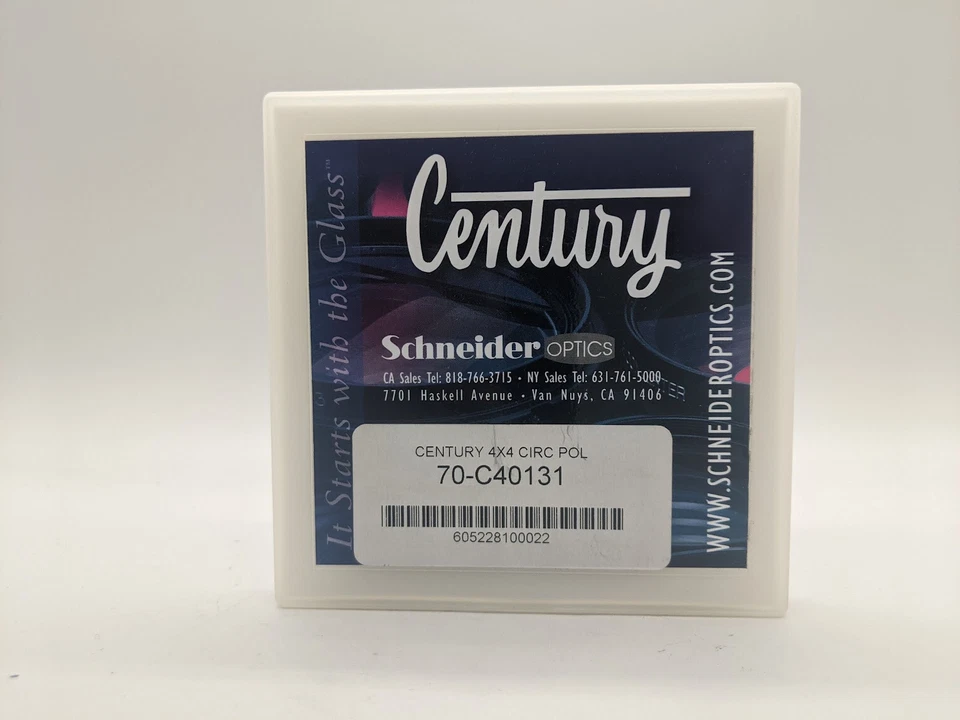 It Starts with the Glass™
Century
Schneider OPTICS
CA Sales Tel: 818-766-3715 • NY Sales Tel: 631-761-5000
7701 Haskell Avenue • Van Nuys, CA 91406
WWW.SCHNEIDEROPTICS.COM
CENTURY 4X4 CIRC POL
70-C40131
605228100022